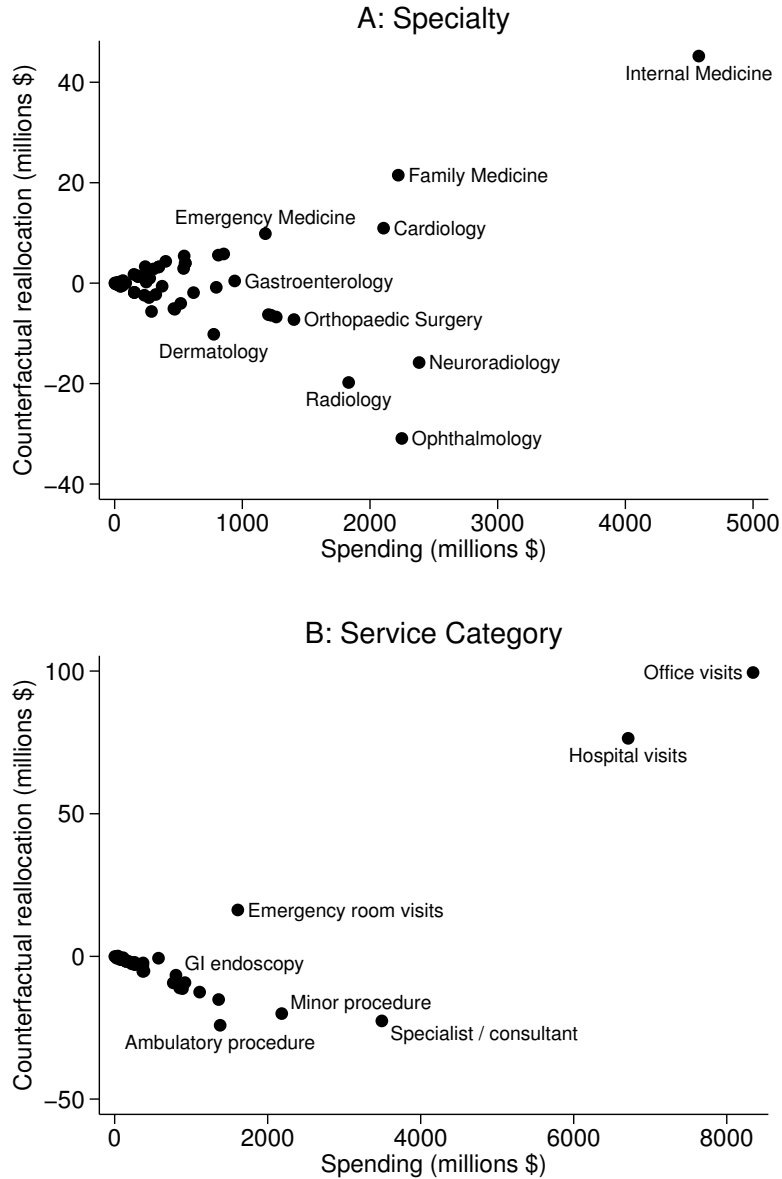 A: Specialty
Counterfactual reallocation (millions $)
40
20
0
−20
−40
Internal Medicine
Family Medicine
Emergency Medicine
Cardiology
Gastroenterology
Orthopaedic Surgery
Dermatology
Neuroradiology
Radiology
Ophthalmology
0 1000 2000 3000 4000 5000
Spending (millions $)
B: Service Category
Counterfactual reallocation (millions $)
100
50
0
−50
Office visits
Hospital visits
Emergency room visits
GI endoscopy
Minor procedure
Specialist / consultant
Ambulatory procedure
0 2000 4000 6000 8000
Spending (millions $)